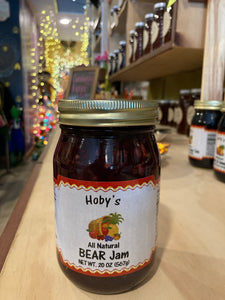 Hoby's
All Natural
BEAR Jam
NET WT. 20 OZ (567g)